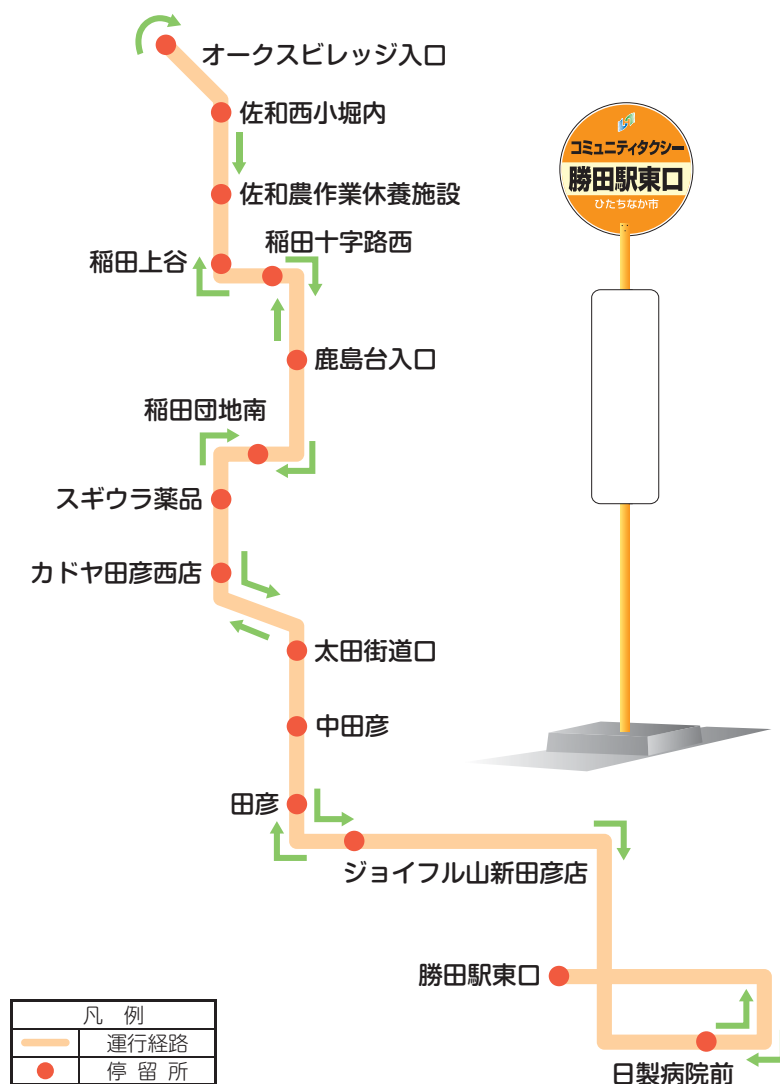 オークスビレッジ入口
佐和西小堀内
佐和農作業休養施設
稲田十字路西
稲田上谷
鹿島台入口
稲田団地南
スギウラ薬品
カドヤ田彦西店
太田街道口
中田彦
田彦
ジョイフル山新田彦店
勝田駅東口
日製病院前
コミュニティタクシー
勝田駅東口
ひたちなか市
凡 例
運行経路
停 留 所